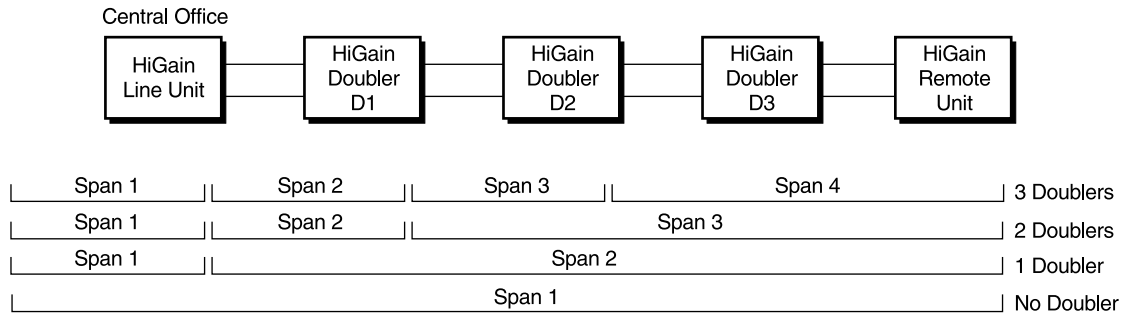 Central Office
HiGain
Line Unit
HiGain
Doubler
D1
HiGain
Doubler
D2
HiGain
Doubler
D3
HiGain
Remote
Unit
Span 1 Span 2 Span 3 Span 4 3 Doublers
Span 1 Span 2 Span 3 2 Doublers
Span 1 Span 2 1 Doubler
Span 1 No Doubler